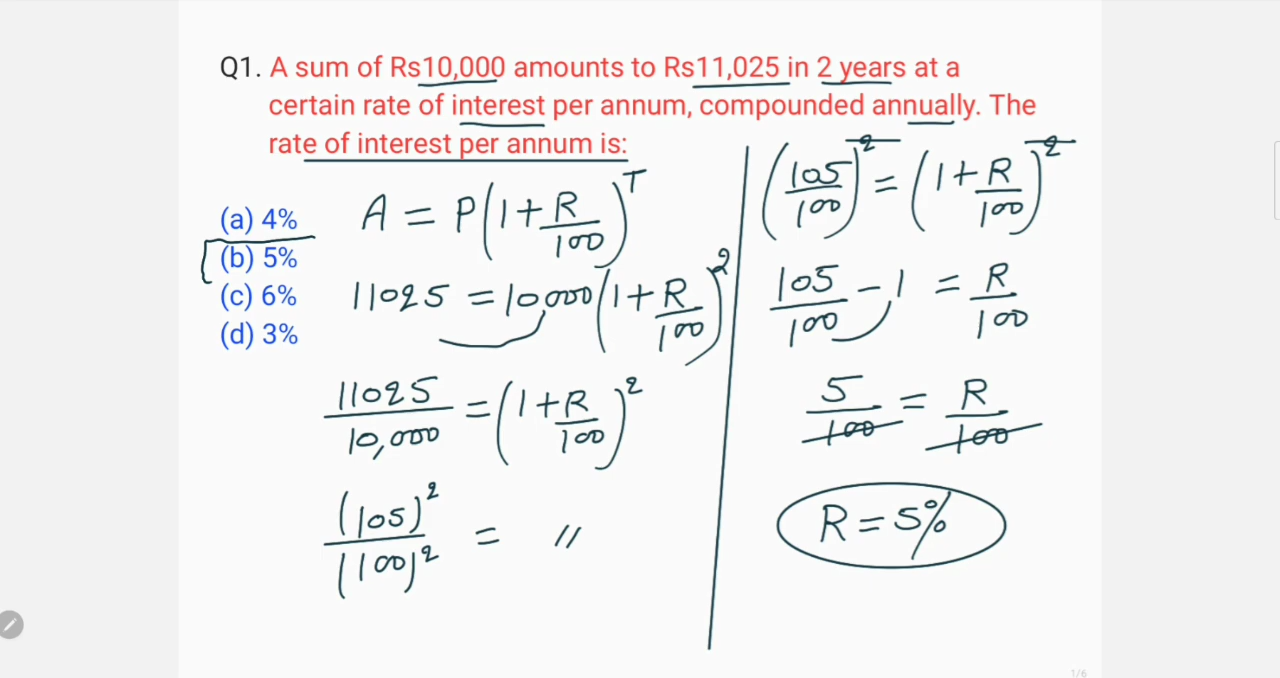 Q1. A sum of Rs10,000 amounts to Rs11,025 in 2 years at a
certain rate of interest per annum, compounded annually. The
rate of interest per annum is:
(a) 4%
(b) 5%
(c) 6%
(d) 3%
A = P(1+R/100)^T
11025 = 10,000(1+R/100)^2
11025/10,000 = (1+R/100)^2
(105)^2/(100)^2 = "
(105/100)^2 = (1+R/100)^2
105/100 - 1 = R/100
5/100 = R/100
R = 5%
1/6